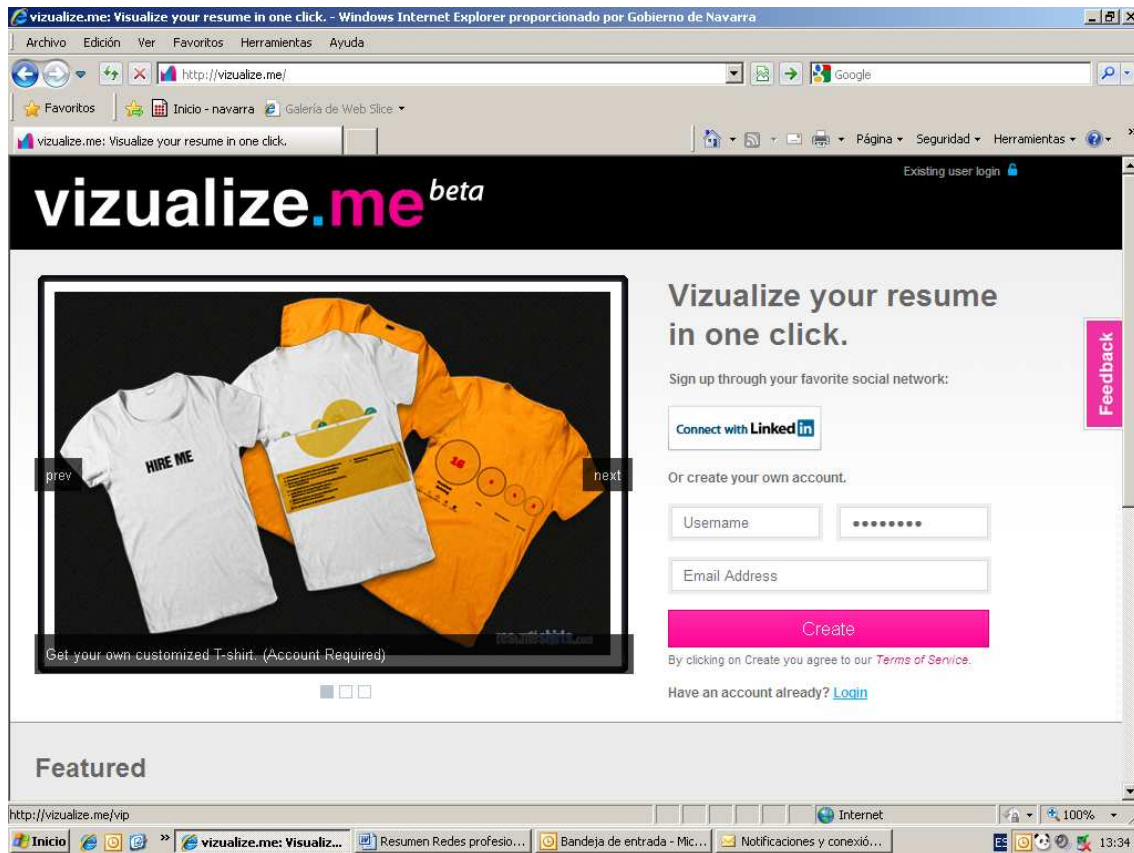 vizualize.me: Visualize your resume in one click. - Windows Internet Explorer proporcionado por Gobierno de Navarra
Archivo Edición Ver Favoritos Herramientas Ayuda
http://vizualize.me/ Google
Favoritos Inicio - navarra Galería de Web Slice
vizualize.me: Visualize your resume in one click. Página Seguridad Herramientas
Existing user login
vizualize.me beta
Vizualize your resume
in one click.
Sign up through your favorite social network:
Connect with Linked in
Or create your own account.
Username ●●●●●●●●
Email Address
Create
By clicking on Create you agree to our Terms of Service.
Have an account already? Login
Feedback
HIRE ME
16
prev next
Get your own customized T-shirt. (Account Required)
Featured
http://vizualize.me/vip Internet 100%
Inicio » vizualize.me: Visualiz... Resumen Redes profesio... Bandeja de entrada - Mic... Notificaciones y conexió... ES 13:34